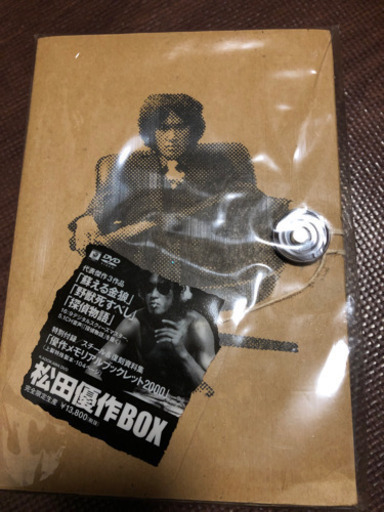 DVD
代表傑作3作品
「蘇える金狼」
「野獣死すべし」
「探偵物語」
「優作メモリアルブックレット2000」
松田優作BOX
完全限定生産 ¥13,800